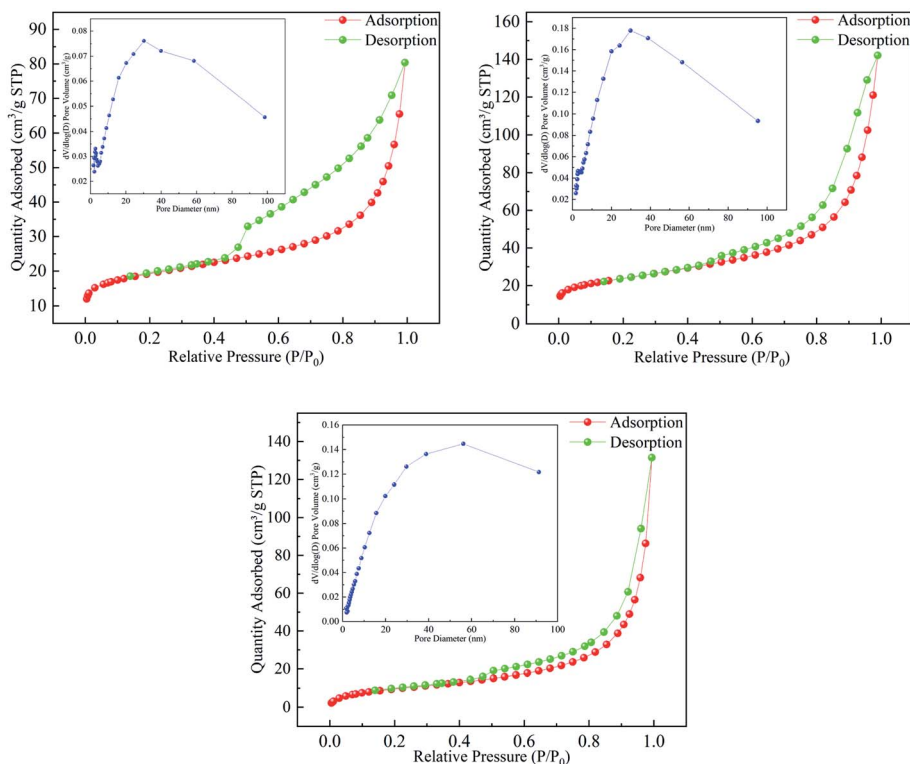 90
80
70
60
50
40
30
20
10
Quantity Adsorbed (cm³/g STP)
0.0 0.2 0.4 0.6 0.8 1.0
Relative Pressure (P/P₀)
Adsorption
Desorption
0.08
0.07
0.06
0.05
0.04
0.03
0.02
dV/dlog(D) Pore Volume (cm³/g)
0 20 40 60 80 100
Pore Diameter (nm)
160
140
120
100
80
60
40
20
0
Quantity Adsorbed (cm³/g STP)
0.0 0.2 0.4 0.6 0.8 1.0
Relative Pressure (P/P₀)
Adsorption
Desorption
0.18
0.16
0.14
0.12
0.10
0.08
0.06
0.04
0.02
dV/dlog(D) Pore Volume (cm³/g)
0 20 40 60 80 100
Pore Diameter (nm)
140
120
100
80
60
40
20
0
Quantity Adsorbed (cm³/g STP)
0.0 0.2 0.4 0.6 0.8 1.0
Relative Pressure (P/P₀)
Adsorption
Desorption
0.16
0.14
0.12
0.10
0.08
0.06
0.04
0.02
0.00
dV/dlog(D) Pore Volume (cm³/g)
0 20 40 60 80 100
Pore Diameter (nm)